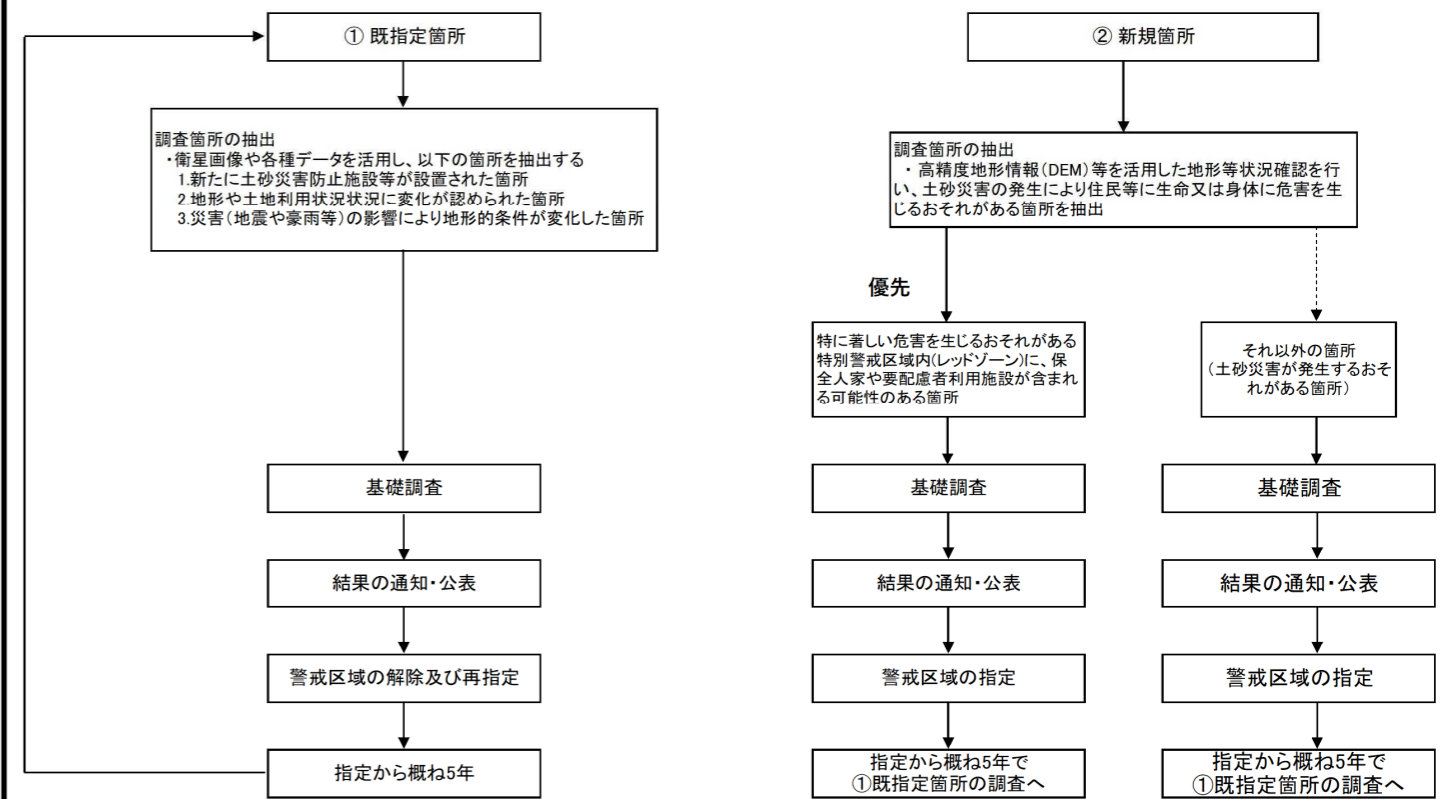 ① 既指定箇所
調査箇所の抽出
・衛星画像や各種データを活用し、以下の箇所を抽出する
1.新たに土砂災害防止施設等が設置された箇所
2.地形や土地利用状況状況に変化が認められた箇所
3.災害(地震や豪雨等)の影響により地形的条件が変化した箇所
基礎調査
結果の通知・公表
警戒区域の解除及び再指定
指定から概ね5年
② 新規箇所
調査箇所の抽出
・ 高精度地形情報(DEM)等を活用した地形等状況確認を行
い、土砂災害の発生により住民等に生命又は身体に危害を生
じるおそれがある箇所を抽出
優先
特に著しい危害を生じるおそれがある
特別警戒区域内(レッドゾーン)に、保
全人家や要配慮者利用施設が含まれ
る可能性のある箇所
基礎調査
結果の通知・公表
警戒区域の指定
指定から概ね5年で
①既指定箇所の調査へ
それ以外の箇所
(土砂災害が発生するおそ
れがある箇所)
基礎調査
結果の通知・公表
警戒区域の指定
指定から概ね5年で
①既指定箇所の調査へ